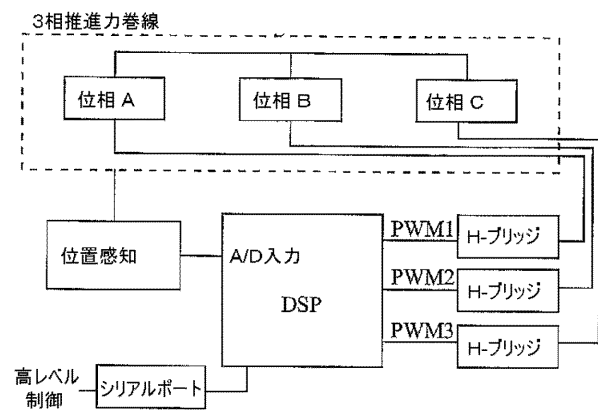 3相推進力巻線
位相 A
位相 B
位相 C
位置感知
A/D入力
DSP
PWM1
H-ブリッジ
PWM2
H-ブリッジ
PWM3
H-ブリッジ
高レベル
制御
シリアルポート